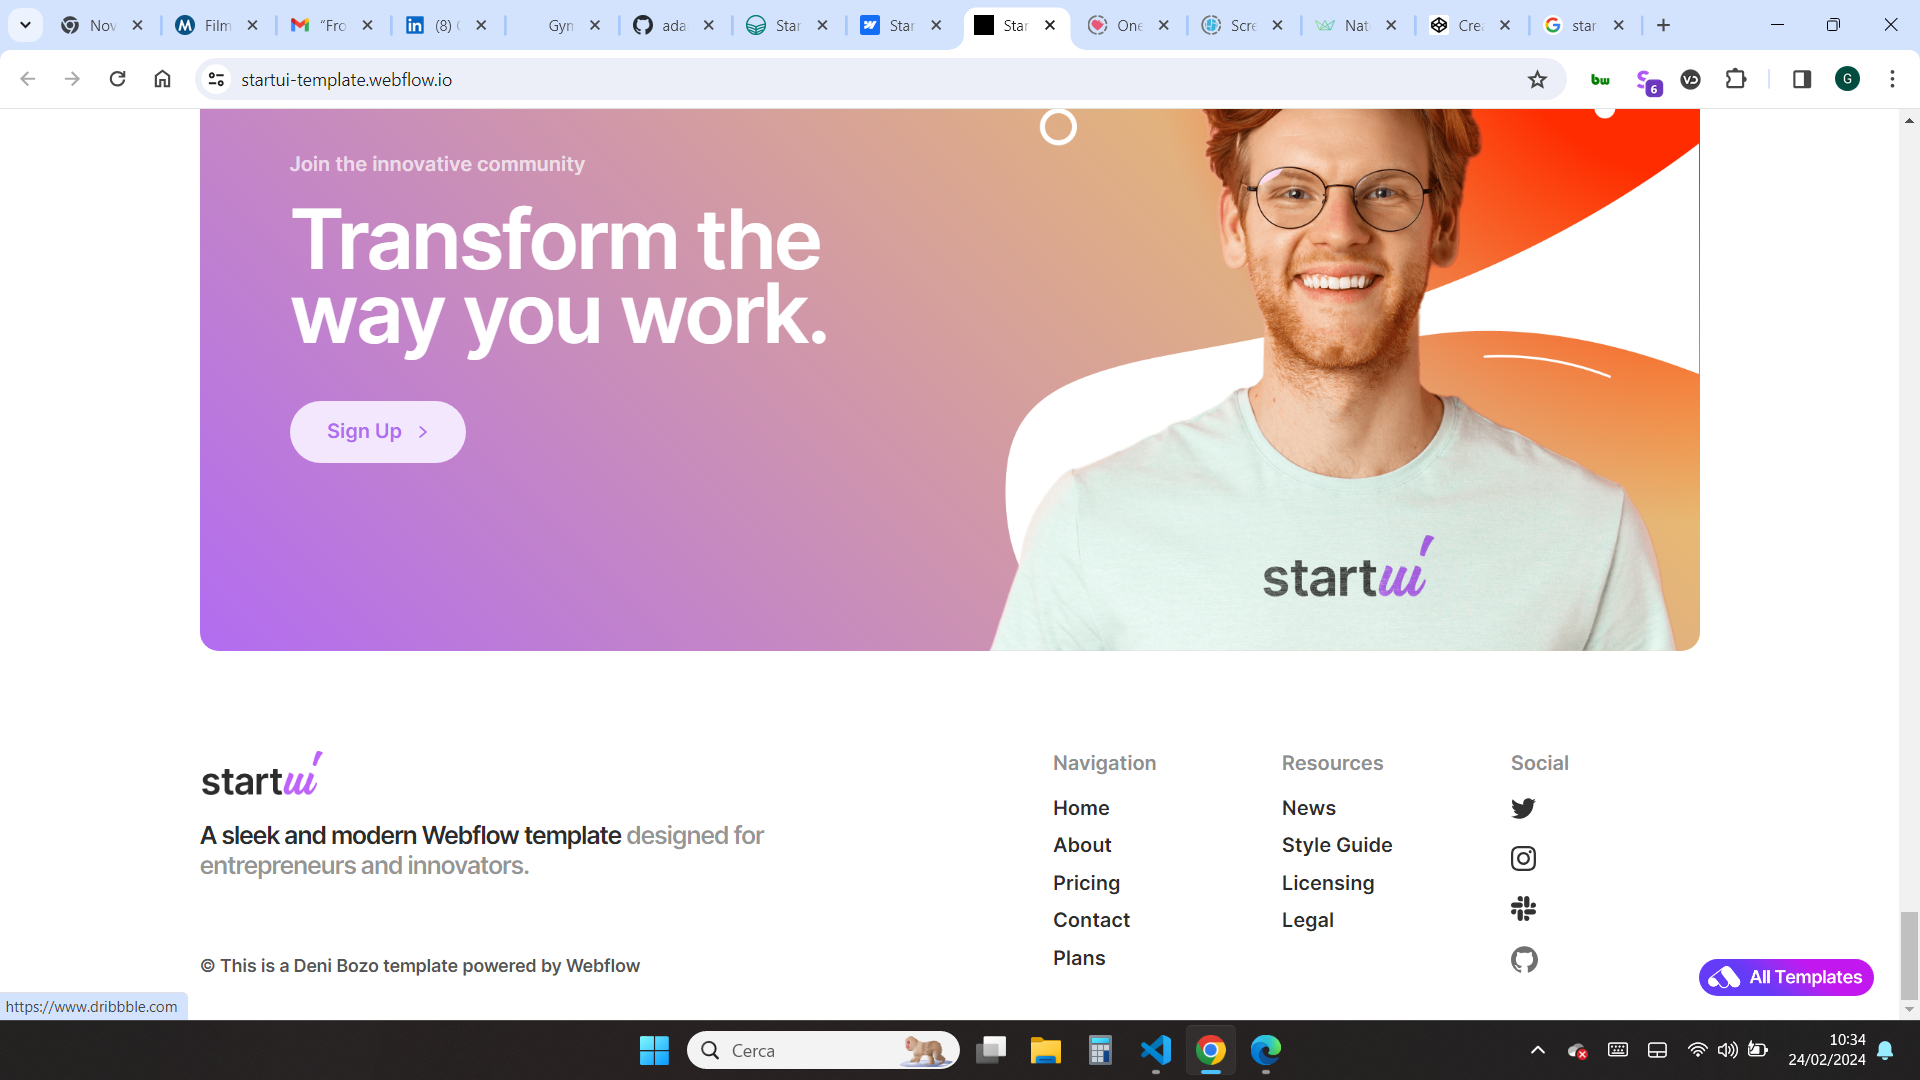 Nov
Film
“Fro
(8)
Gyn
ada
Star
Star
Star
One
Scre
Nat
Crea
star
startui-template.webflow.io
6
G
Join the innovative community
Transform the
way you work.
Sign Up
startui
startui
A sleek and modern Webflow template designed for
entrepreneurs and innovators.
© This is a Deni Bozo template powered by Webflow
Navigation
Home
About
Pricing
Contact
Plans
Resources
News
Style Guide
Licensing
Legal
Social
All Templates
https://www.dribbble.com
Cerca
10:34
24/02/2024